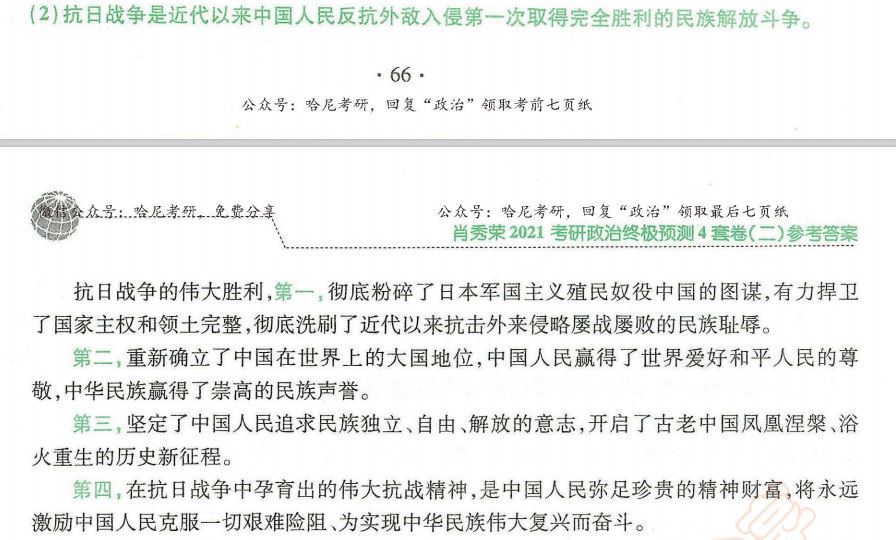 (2)抗日战争是近代以来中国人民反抗外敌入侵第一次取得完全胜利的民族解放斗争。
· 66 ·
公众号：哈尼考研，回复“政治”领取考前七页纸
微信公众号：哈尼考研，免费分享
公众号：哈尼考研，回复“政治”领取最后七页纸
肖秀荣 2021 考研政治终极预测 4 套卷(二)参考答案
抗日战争的伟大胜利,第一,彻底粉碎了日本军国主义殖民奴役中国的图谋,有力捍卫
了国家主权和领土完整,彻底洗刷了近代以来抗击外来侵略屡战屡败的民族耻辱。
第二,重新确立了中国在世界上的大国地位,中国人民赢得了世界爱好和平人民的尊
敬,中华民族赢得了崇高的民族声誉。
第三,坚定了中国人民追求民族独立、自由、解放的意志,开启了古老中国凤凰涅槃、浴
火重生的历史新征程。
第四,在抗日战争中孕育出的伟大抗战精神,是中国人民弥足珍贵的精神财富,将永远
激励中国人民克服一切艰难险阻、为实现中华民族伟大复兴而奋斗。